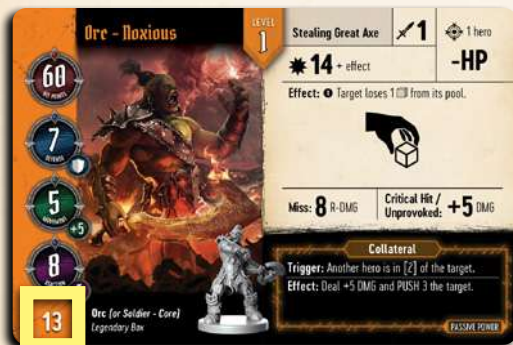 Orc - Noxious
LEVEL
1
60
HIT POINTS
7
DEFENSE
5
MOVEMENT
+5
8
13
Orc (or Soldier - Core)
Legendary Box
Stealing Great Axe
1
1 hero
-HP
14 + effect
Effect: Target loses 1 from its pool.
Miss: 8 R-DMG
Critical Hit /
Unprovoked: +5 DMG
Collateral
Trigger: Another hero is in [2] of the target.
Effect: Deal +5 DMG and PUSH 3 the target.
PASSIVE POWER